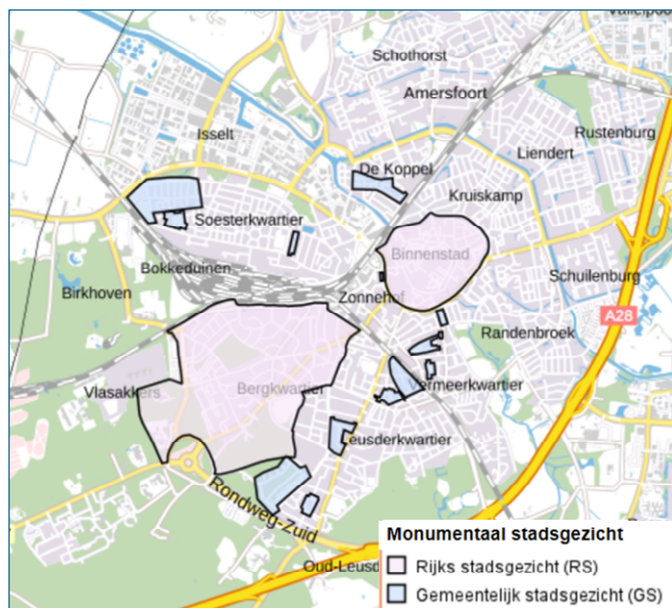 Vathorpoo
Schothorst
Amersfoort
Isselt
Rustenburg
Liendert
De Koppel
Kruiskamp
Soesterkwartier
Binnenstad
Bokkeduinen
Schuilenburg
Birkhoven
Zonnehof
A28
Randenbroek
Vlasakkers
Bergkwartier
Vermeerkwartier
Leusderkwartier
Rondweg-Zuid
Oud-Leusd
Monumentaal stadsgezicht
Rijks stadsgezicht (RS)
Gemeentelijk stadsgezicht (GS)